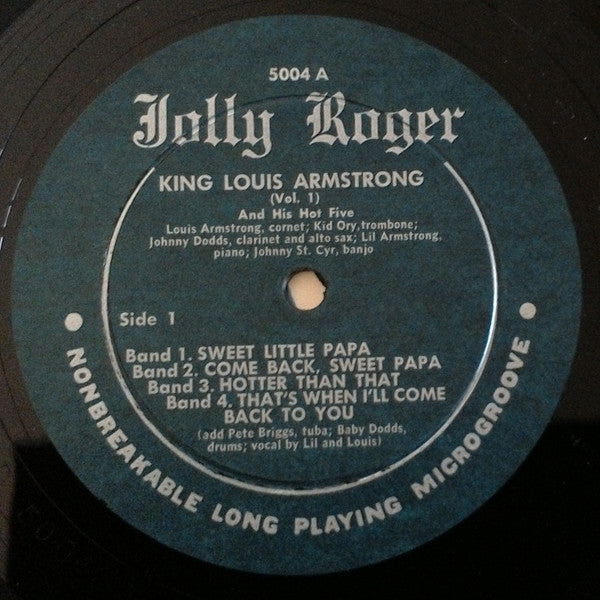 5004 A
Jolly Roger
KING LOUIS ARMSTRONG
(Vol. 1)
And His Hot Five
Louis Armstrong, cornet; Kid Ory,trombone;
Johnny Dodds, clarinet and alto sax; Lil Armstrong,
piano; Johnny St. Cyr, banjo
Side 1
Band 1. SWEET LITTLE PAPA
Band 2. COME BACK, SWEET PAPA
Band 3. HOTTER THAN THAT
Band 4. THAT'S WHEN I'LL COME
BACK TO YOU
(add Pete Briggs, tuba; Baby Dodds,
drums; vocal by Lil and Louis)
• NONBREAKABLE LONG PLAYING MICROGROOVE •